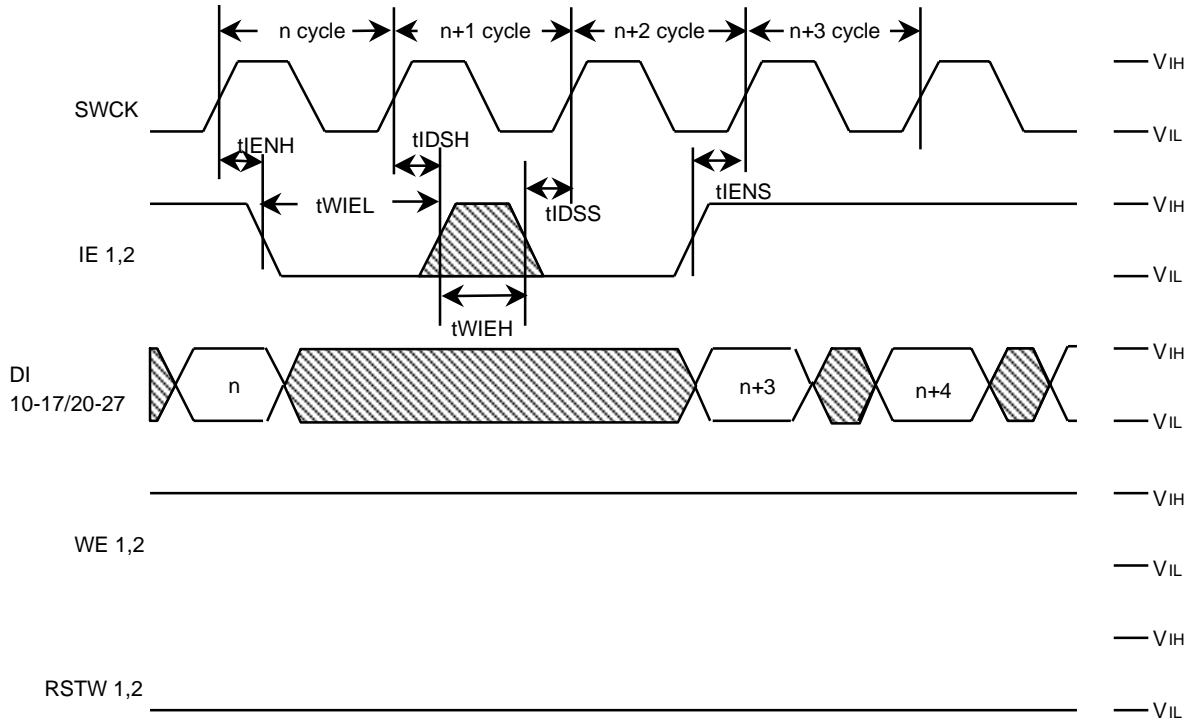 n cycle n+1 cycle n+2 cycle n+3 cycle
VIH
SWCK
VIL
tIENH tIDSH
tIENS
tWIEL tIDSS
VIH
IE 1,2
VIL
tWIEH
VIH
DI
10-17/20-27
n n+3 n+4
VIL
VIH
WE 1,2
VIL
VIH
RSTW 1,2
VIL